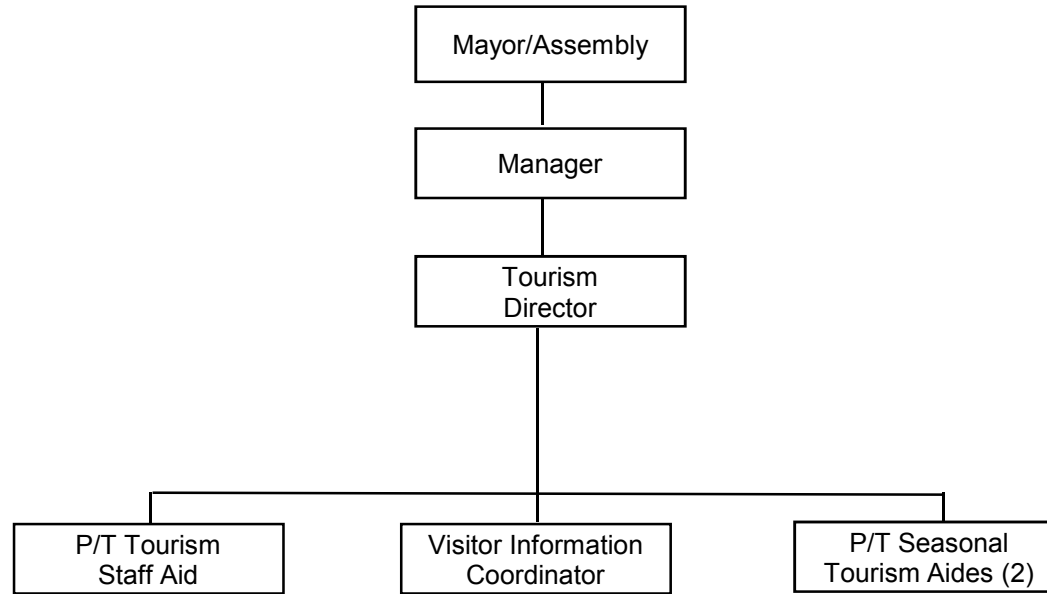 Mayor/Assembly
Manager
Tourism
Director
P/T Tourism
Staff Aid
Visitor Information
Coordinator
P/T Seasonal
Tourism Aides (2)